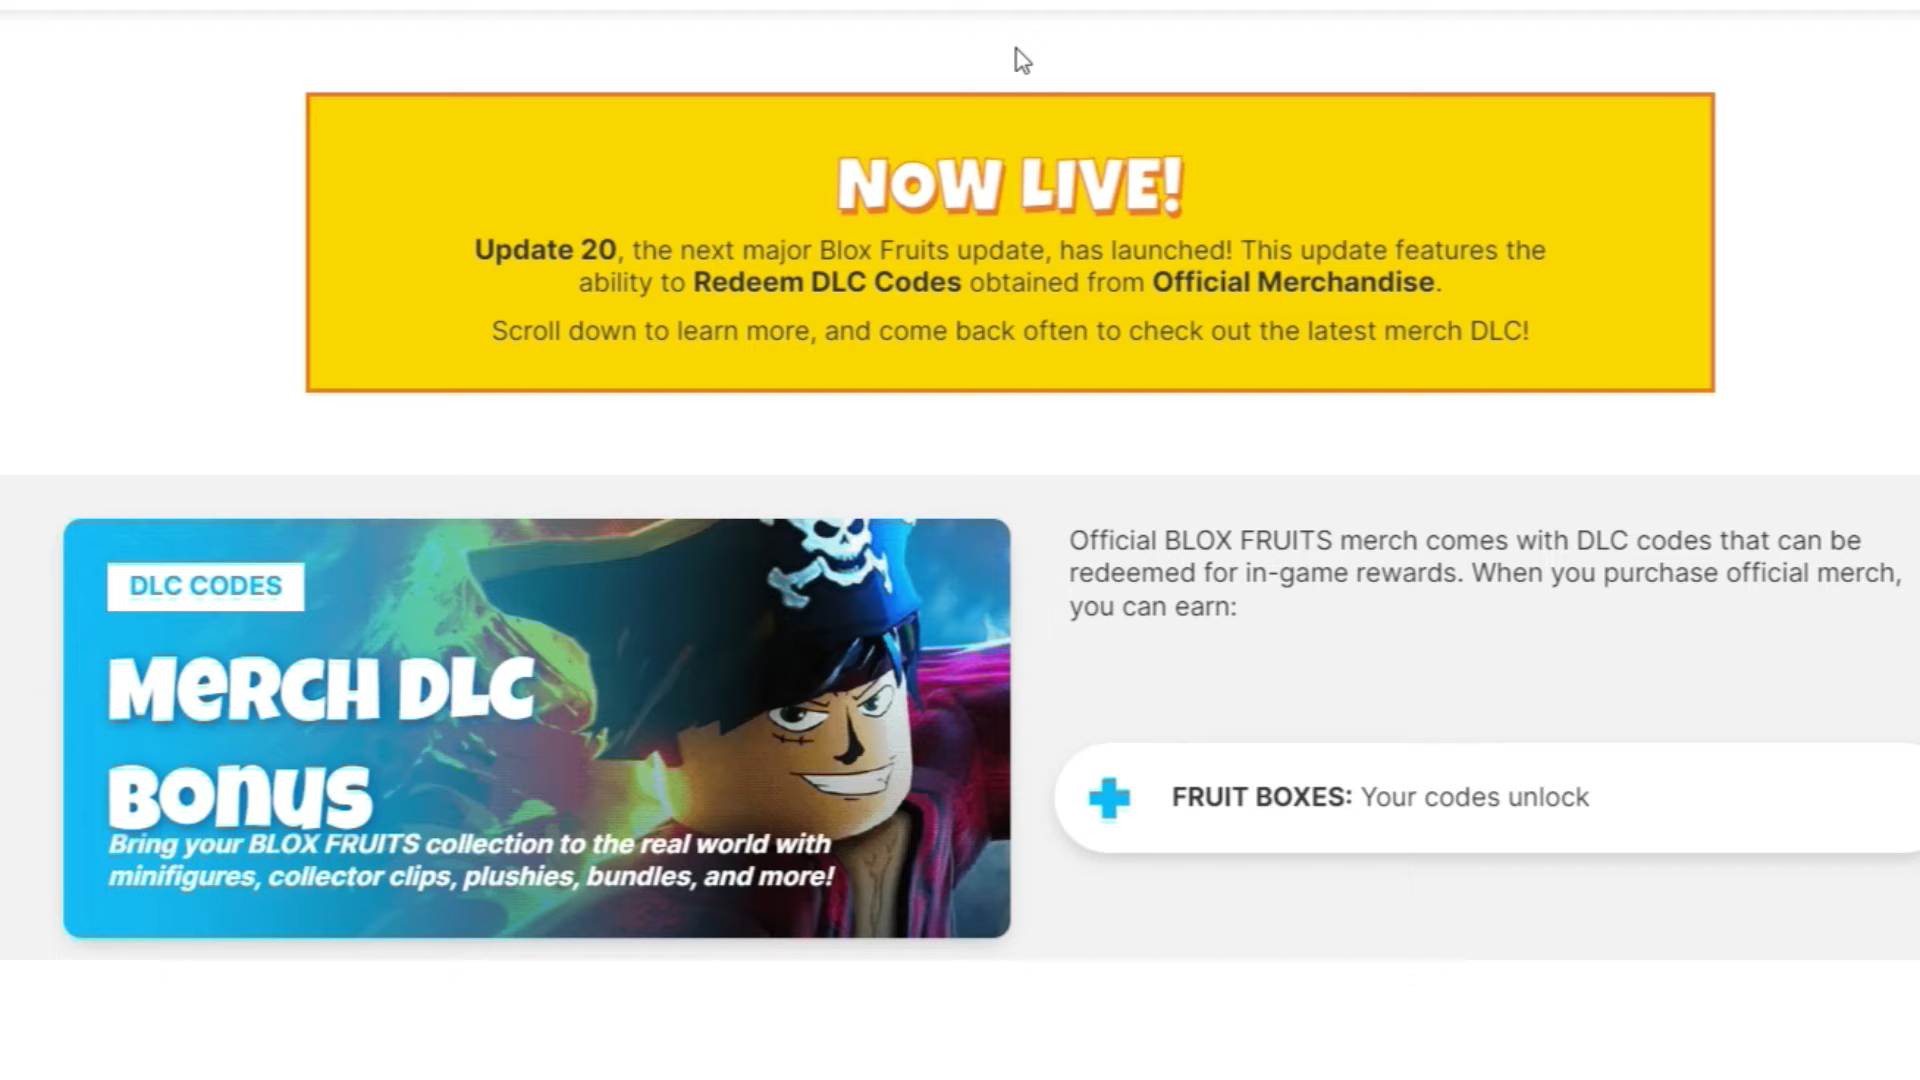 NOW LIVE!
Update 20, the next major Blox Fruits update, has launched! This update features the
ability to Redeem DLC Codes obtained from Official Merchandise.
Scroll down to learn more, and come back often to check out the latest merch DLC!
DLC CODES
MERCH DLC
BONUS
Bring your BLOX FRUITS collection to the real world with
minifigures, collector clips, plushies, bundles, and more!
Official BLOX FRUITS merch comes with DLC codes that can be
redeemed for in-game rewards. When you purchase official merch,
you can earn:
FRUIT BOXES: Your codes unlock